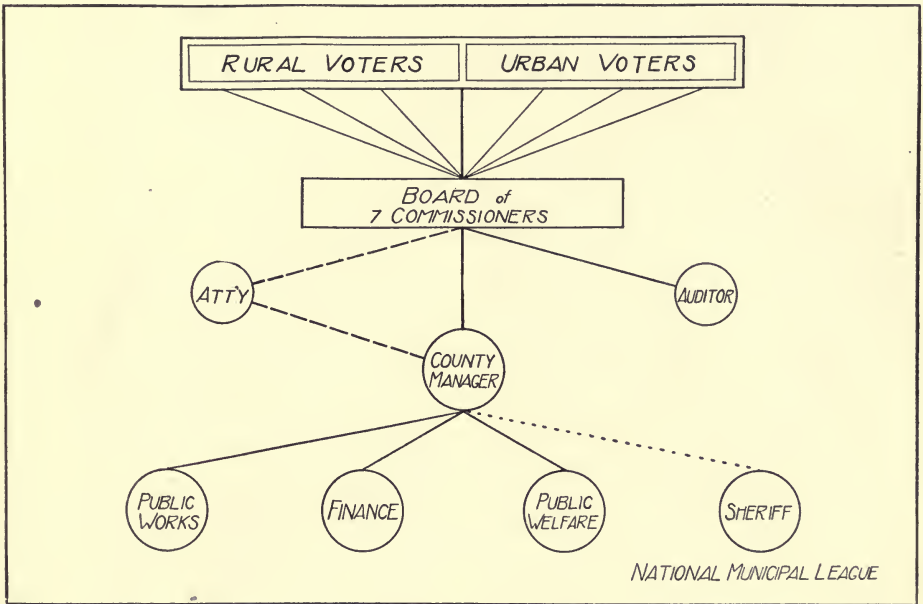 RURAL VOTERS
URBAN VOTERS
BOARD of
7 COMMISSIONERS
ATT'Y
AUDITOR
COUNTY
MANAGER
PUBLIC
WORKS
FINANCE
PUBLIC
WELFARE
SHERIFF
NATIONAL MUNICIPAL LEAGUE